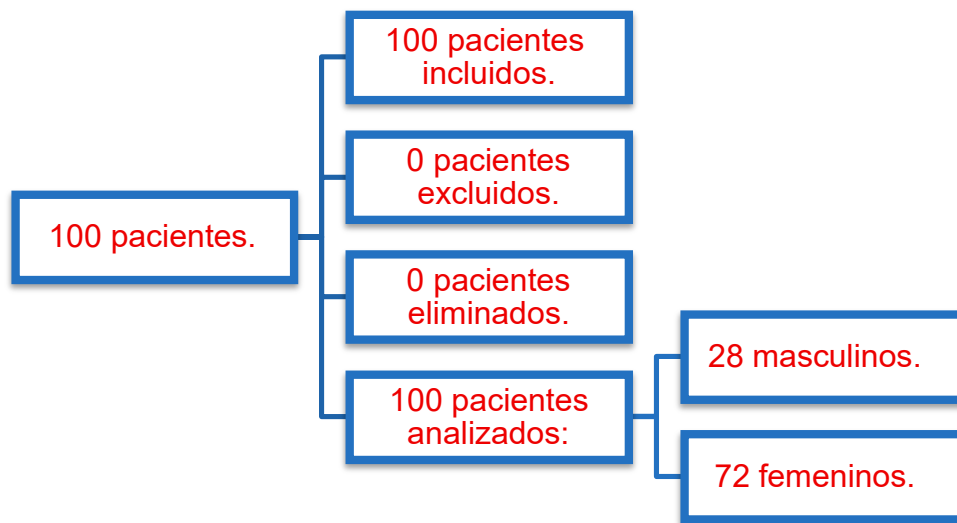 100 pacientes.
100 pacientes
incluidos.
0 pacientes
excluidos.
0 pacientes
eliminados.
100 pacientes
analizados:
28 masculinos.
72 femeninos.